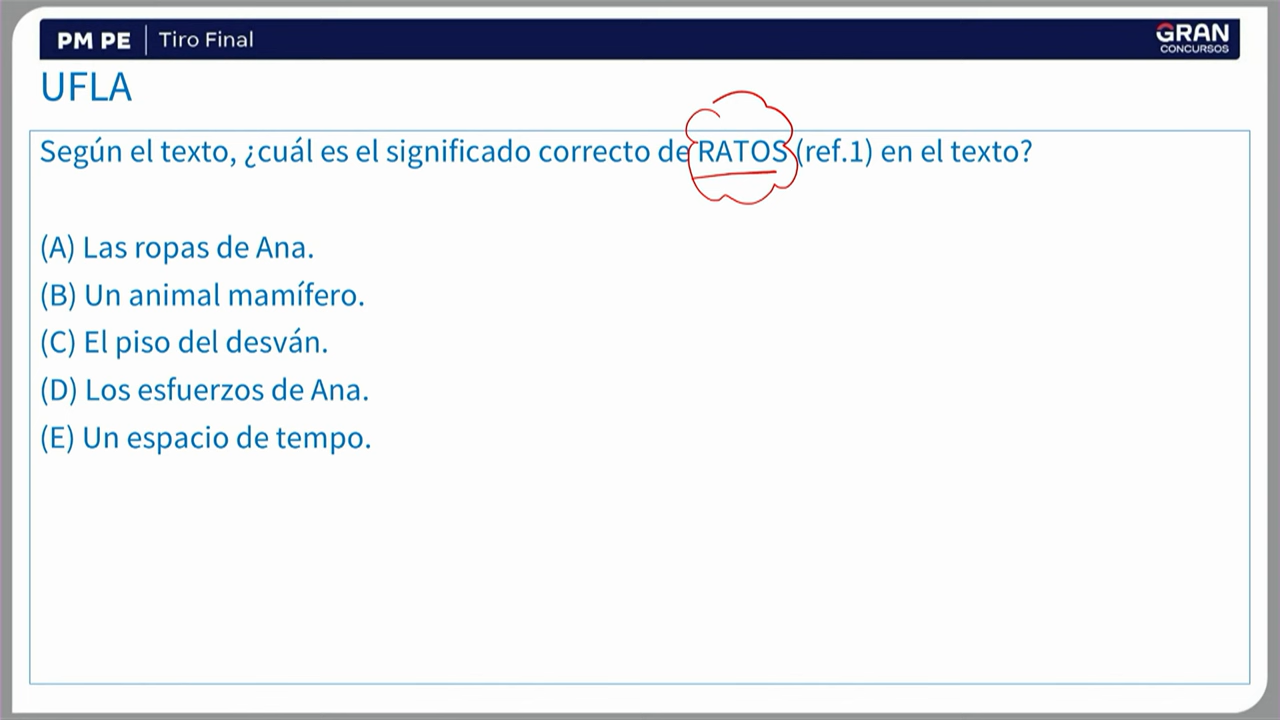 PM PE | Tiro Final
GRAN
CONCURSOS
UFLA
Según el texto, ¿cuál es el significado correcto de RATOS (ref.1) en el texto?
(A) Las ropas de Ana.
(B) Un animal mamífero.
(C) El piso del desván.
(D) Los esfuerzos de Ana.
(E) Un espacio de tempo.